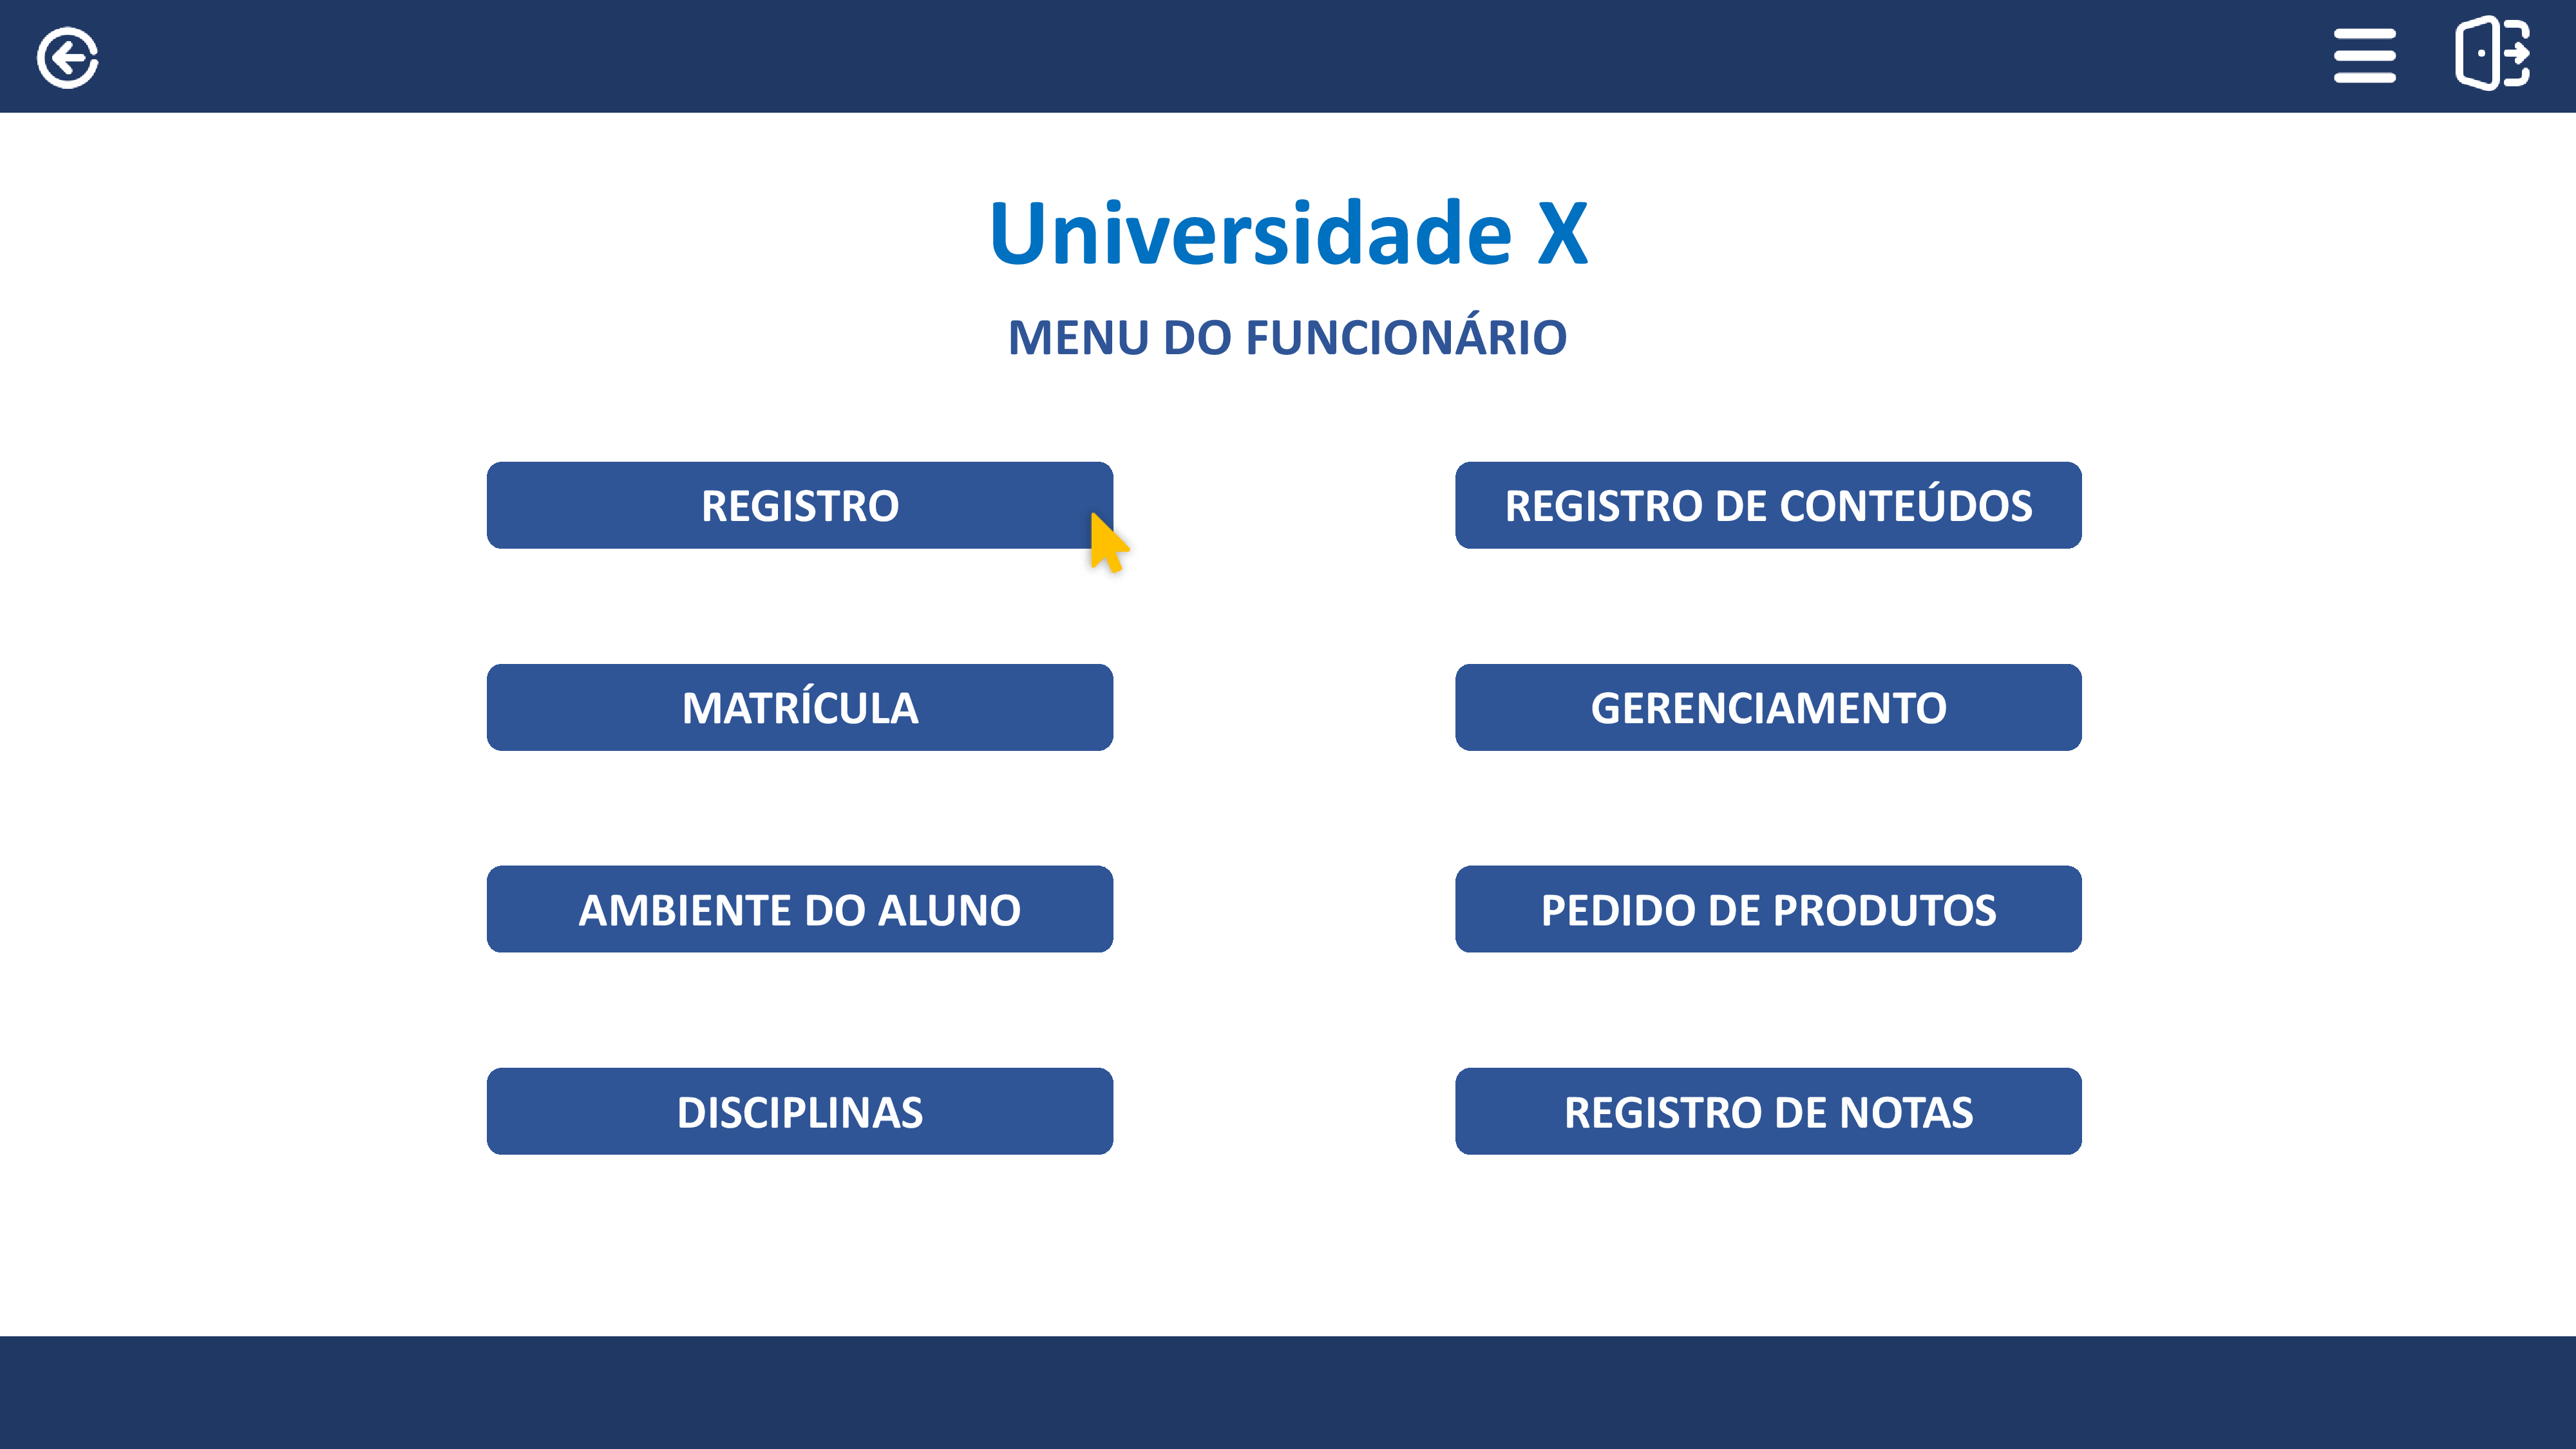 Universidade X
MENU DO FUNCIONÁRIO
REGISTRO
REGISTRO DE CONTEÚDOS
MATRÍCULA
GERENCIAMENTO
AMBIENTE DO ALUNO
PEDIDO DE PRODUTOS
DISCIPLINAS
REGISTRO DE NOTAS